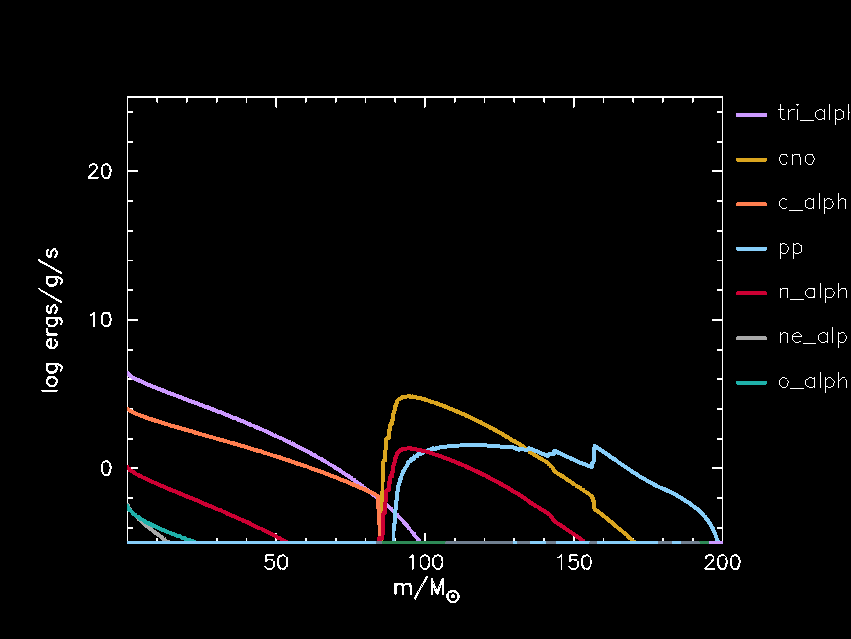 tri_alph
cno
c_alph
pp
n_alph
ne_alp
o_alph
20
10
0
log ergs/g/s
50 100 150 200
m/M⊙